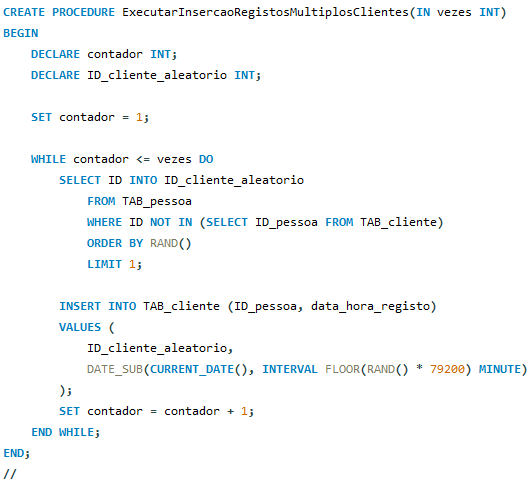 CREATE PROCEDURE ExecutarInsercaoRegistosMultiplosClientes(IN vezes INT)
BEGIN
    DECLARE contador INT;
    DECLARE ID_cliente_aleatorio INT;

    SET contador = 1;

    WHILE contador <= vezes DO
        SELECT ID INTO ID_cliente_aleatorio
            FROM TAB_pessoa
            WHERE ID NOT IN (SELECT ID_pessoa FROM TAB_cliente)
            ORDER BY RAND()
            LIMIT 1;

        INSERT INTO TAB_cliente (ID_pessoa, data_hora_registo)
        VALUES (
            ID_cliente_aleatorio,
            DATE_SUB(CURRENT_DATE(), INTERVAL FLOOR(RAND() * 79200) MINUTE)
        );
        SET contador = contador + 1;
    END WHILE;
END;
//